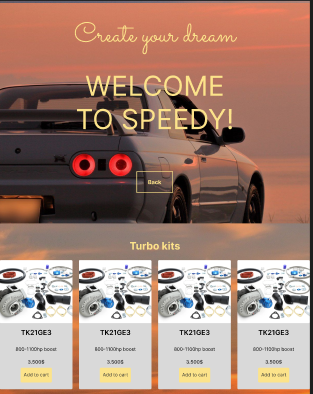 Create your dream
WELCOME
TO SPEEDY!
Back
Turbo kits
TK21GE3 TK21GE3 TK21GE3 TK21GE3
800-1100hp boost 800-1100hp boost 800-1100hp boost 800-1100hp boost
3,500$ 3,500$ 3,500$ 3,500$
Add to cart Add to cart Add to cart Add to cart